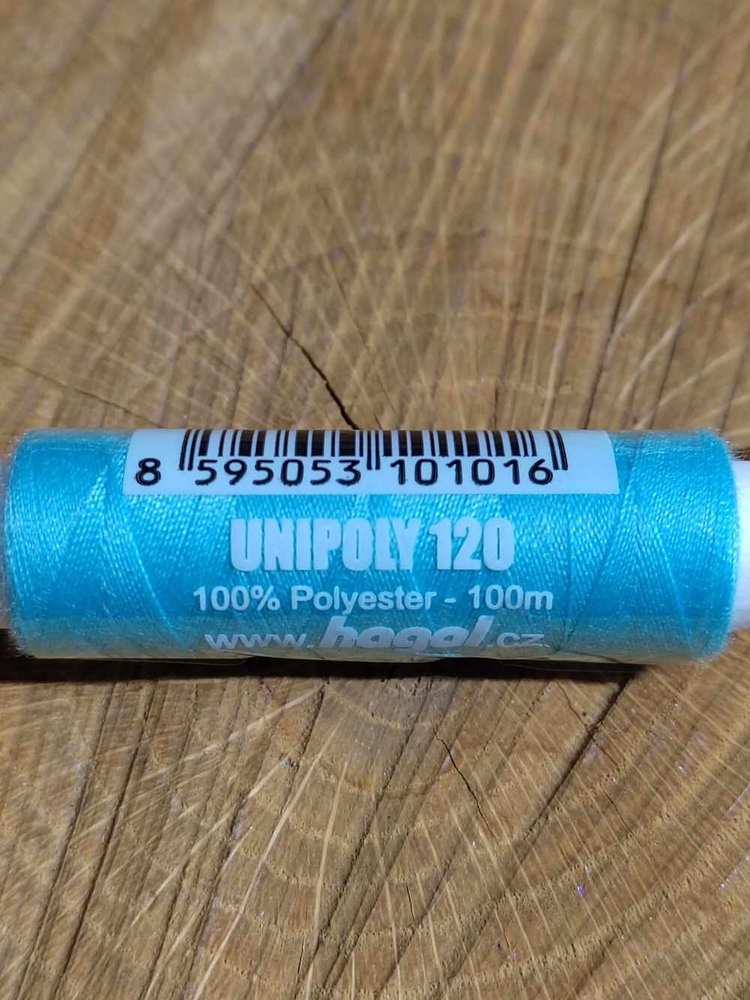 8 595053 101016
UNIPOLY 120
100% Polyester - 100m
www.hagal.cz